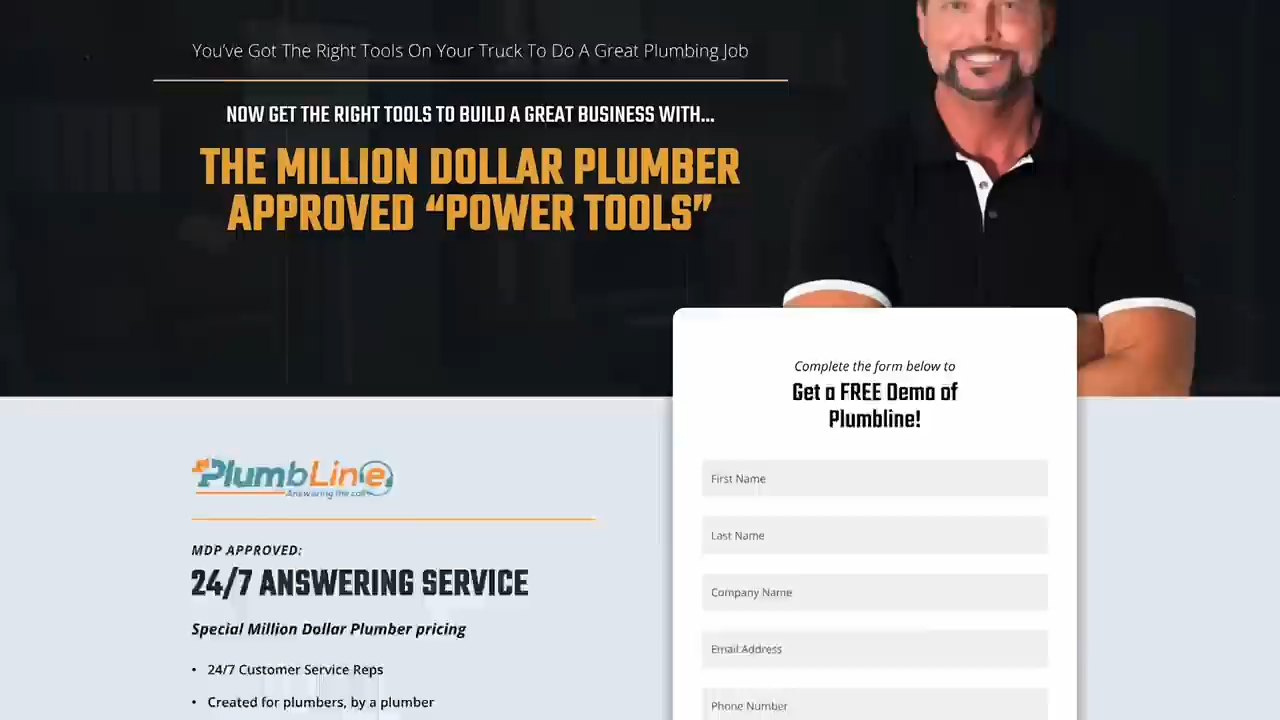 You've Got The Right Tools On Your Truck To Do A Great Plumbing Job
NOW GET THE RIGHT TOOLS TO BUILD A GREAT BUSINESS WITH...
THE MILLION DOLLAR PLUMBER
APPROVED “POWER TOOLS”
PlumbLine
Answering the call
MDP APPROVED:
24/7 ANSWERING SERVICE
Special Million Dollar Plumber pricing
• 24/7 Customer Service Reps
• Created for plumbers, by a plumber
Complete the form below to
Get a FREE Demo of
Plumbline!
First Name
Last Name
Company Name
Email Address
Phone Number